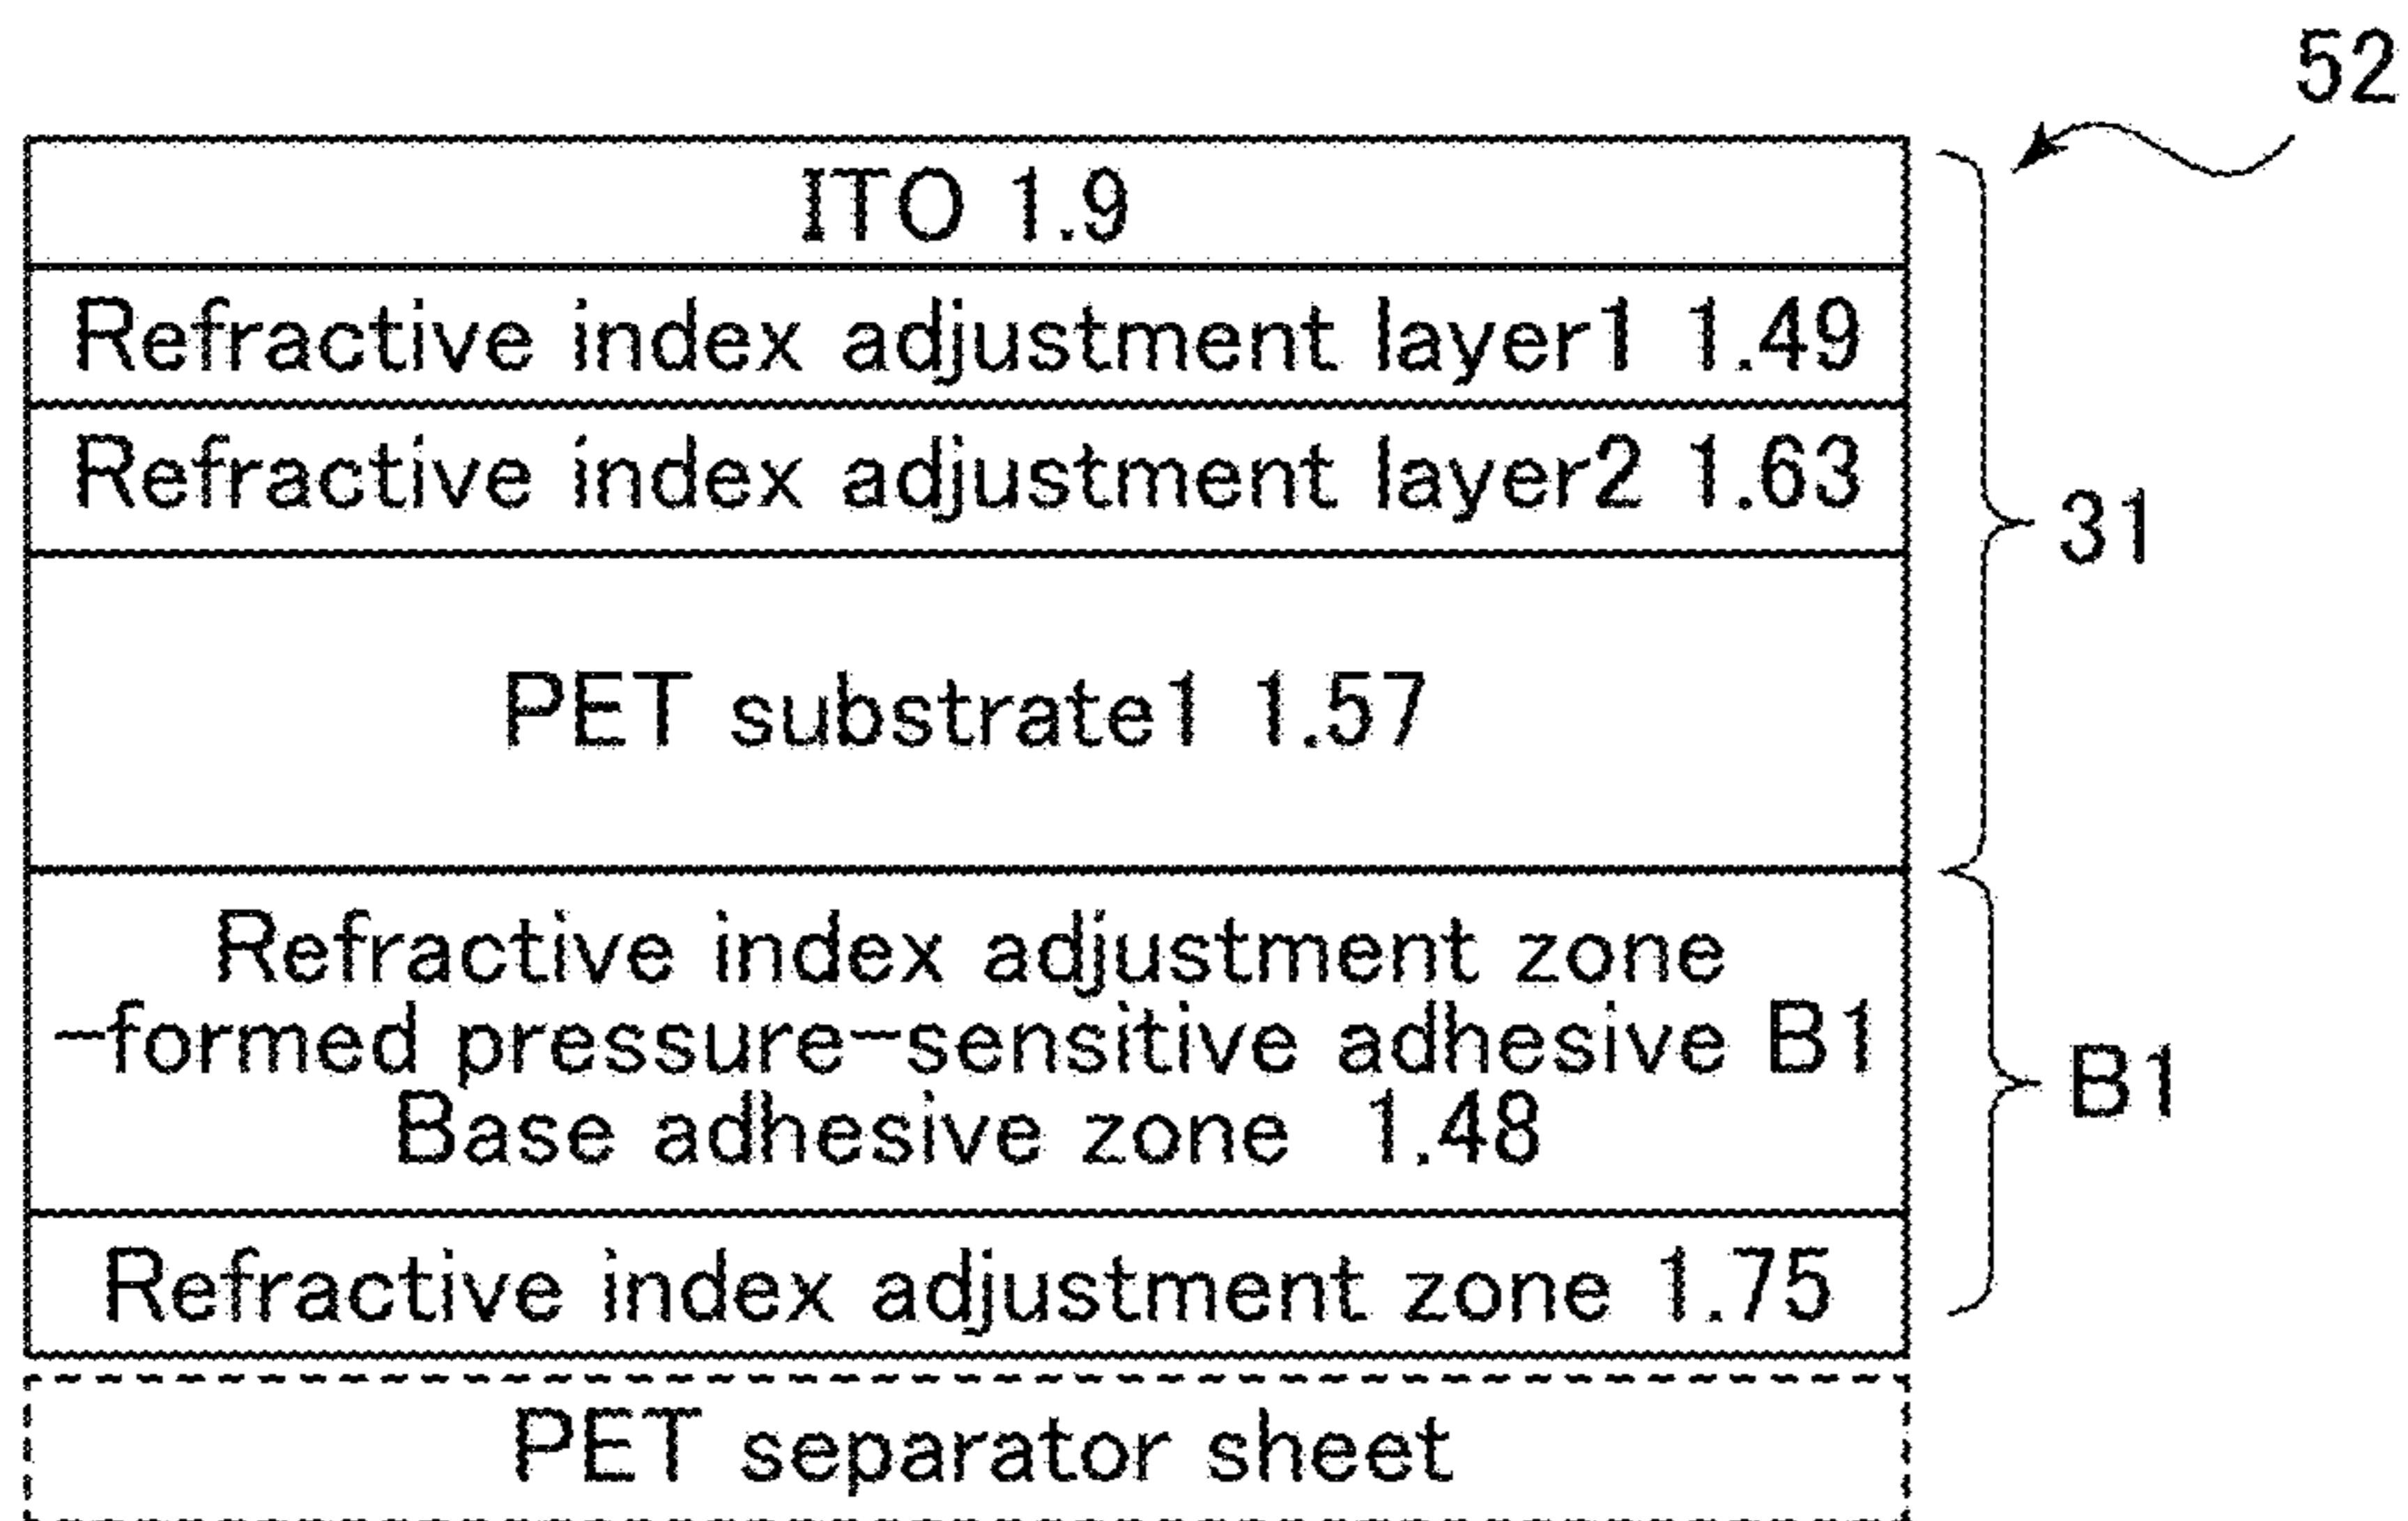 52
ITO 1.9
Refractive index adjustment layer1 1.49
Refractive index adjustment layer2 1.63
31
PET substrate1 1.57
Refractive index adjustment zone
-formed pressure-sensitive adhesive B1
Base adhesive zone 1.48
B1
Refractive index adjustment zone 1.75
PET separator sheet